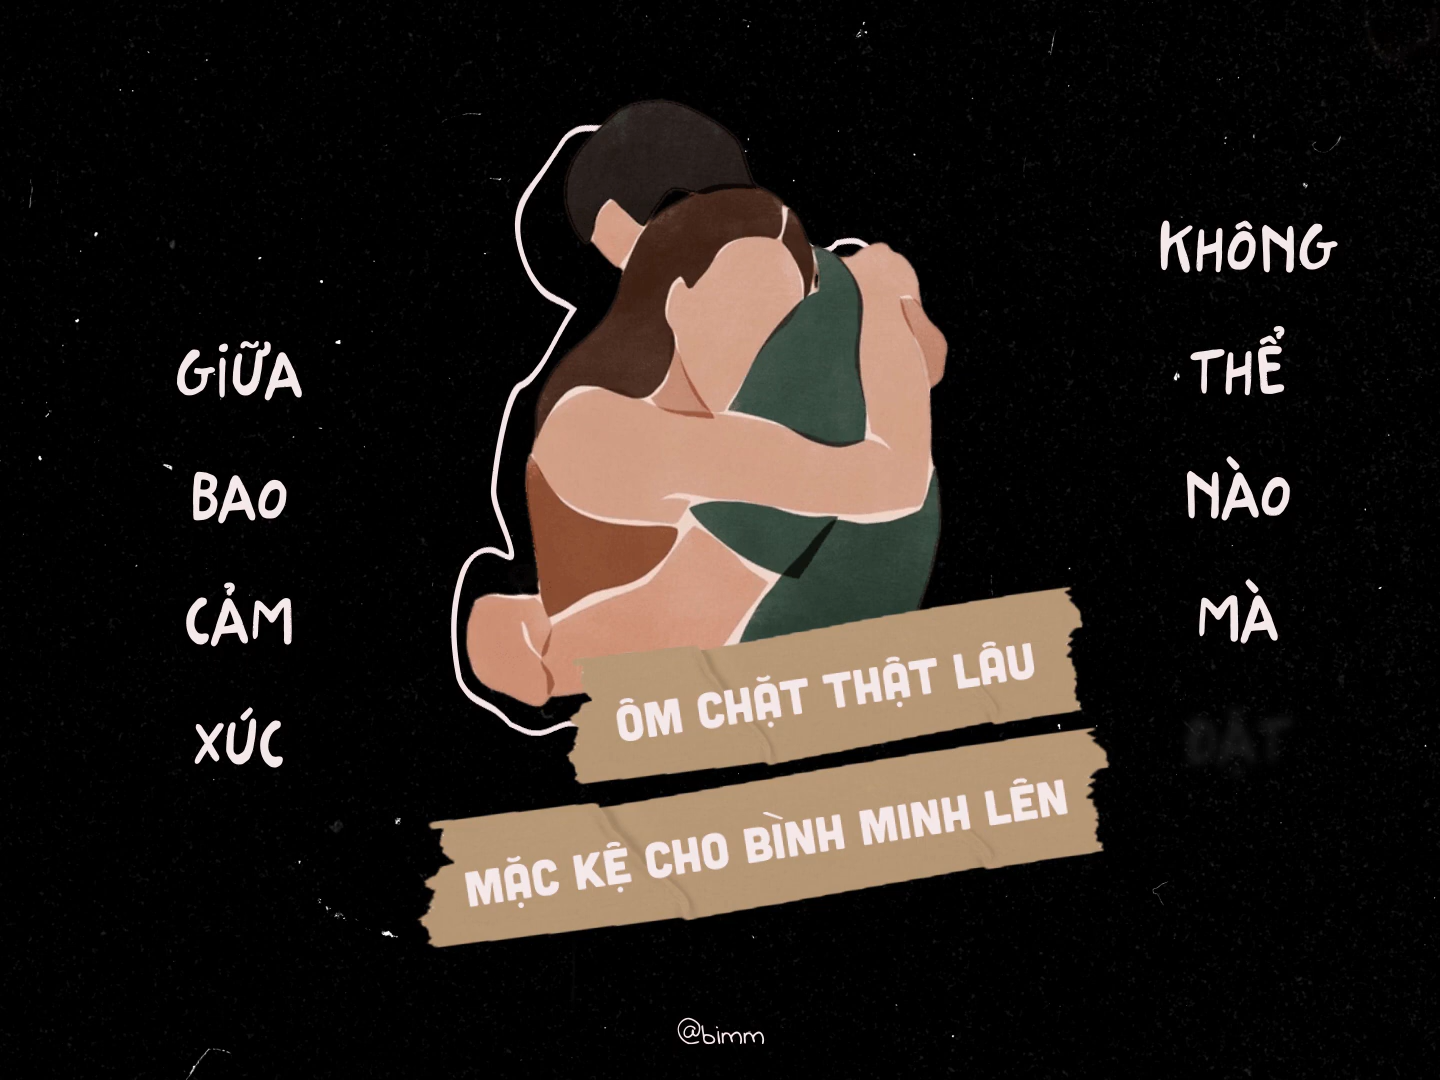 GIỮA
BAO
CẢM
XÚC
KHÔNG
THỂ
NÀO
MÀ
ĐẶT
ÔM CHẶT THẬT LÂU
MẶC KỆ CHO BÌNH MINH LÊN
@bimm